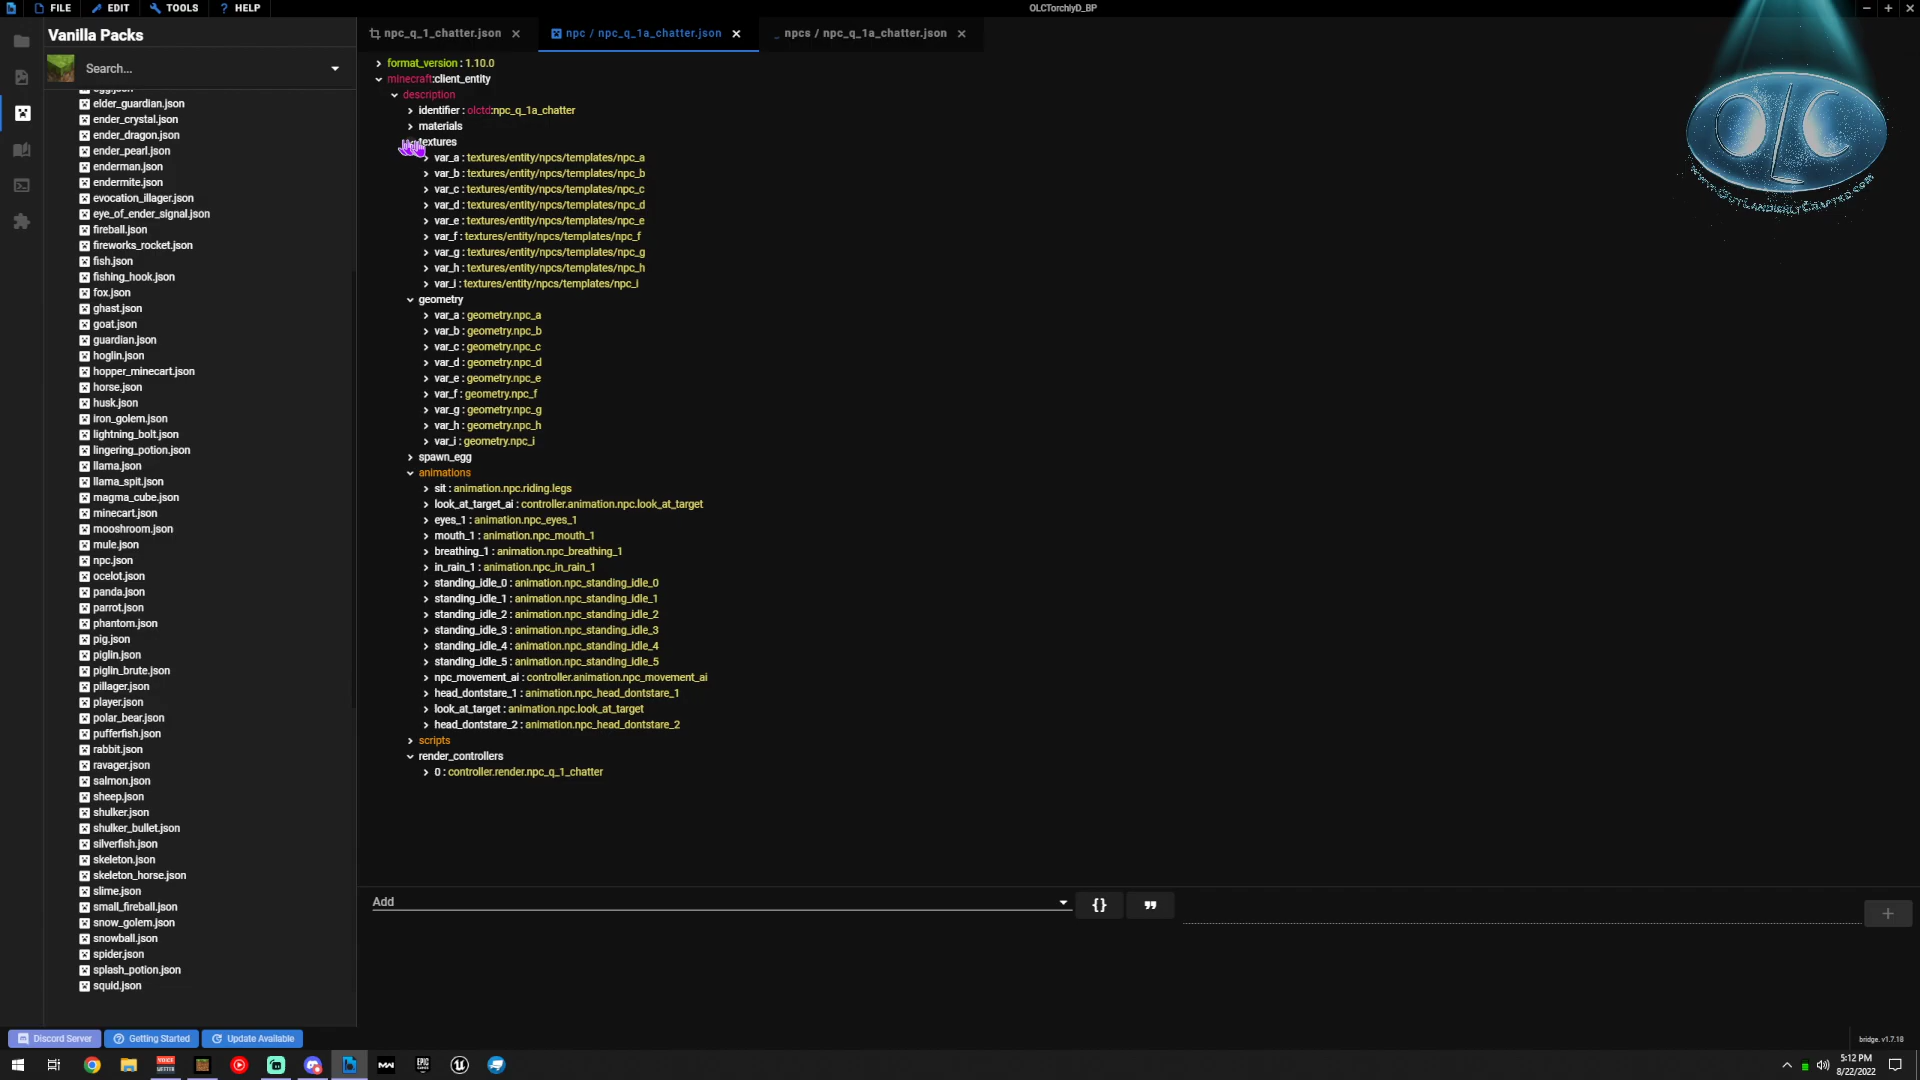 FILE EDIT TOOLS ? HELP
OLCTorchlyD_BP
Vanilla Packs
Search...
elder_guardian.json
ender_crystal.json
ender_dragon.json
ender_pearl.json
enderman.json
endermite.json
evocation_illager.json
eye_of_ender_signal.json
fireball.json
fireworks_rocket.json
fish.json
fishing_hook.json
fox.json
ghast.json
goat.json
guardian.json
hoglin.json
hopper_minecart.json
horse.json
husk.json
iron_golem.json
lightning_bolt.json
lingering_potion.json
llama.json
llama_spit.json
magma_cube.json
minecart.json
mooshroom.json
mule.json
npc.json
ocelot.json
panda.json
parrot.json
phantom.json
pig.json
piglin.json
piglin_brute.json
pillager.json
player.json
polar_bear.json
pufferfish.json
rabbit.json
ravager.json
salmon.json
sheep.json
shulker.json
shulker_bullet.json
silverfish.json
skeleton.json
skeleton_horse.json
slime.json
small_fireball.json
snow_golem.json
snowball.json
spider.json
splash_potion.json
squid.json
npc_q_1_chatter.json
npc / npc_q_1a_chatter.json
npcs / npc_q_1a_chatter.json
format_version : 1.10.0
minecraft:client_entity
description
identifier : olctd:npc_q_1a_chatter
materials
textures
var_a : textures/entity/npcs/templates/npc_a
var_b : textures/entity/npcs/templates/npc_b
var_c : textures/entity/npcs/templates/npc_c
var_d : textures/entity/npcs/templates/npc_d
var_e : textures/entity/npcs/templates/npc_e
var_f : textures/entity/npcs/templates/npc_f
var_g : textures/entity/npcs/templates/npc_g
var_h : textures/entity/npcs/templates/npc_h
var_i : textures/entity/npcs/templates/npc_i
geometry
var_a : geometry.npc_a
var_b : geometry.npc_b
var_c : geometry.npc_c
var_d : geometry.npc_d
var_e : geometry.npc_e
var_f : geometry.npc_f
var_g : geometry.npc_g
var_h : geometry.npc_h
var_i : geometry.npc_i
spawn_egg
animations
sit : animation.npc.riding.legs
look_at_target_ai : controller.animation.npc.look_at_target
eyes_1 : animation.npc_eyes_1
mouth_1 : animation.npc_mouth_1
breathing_1 : animation.npc_breathing_1
in_rain_1 : animation.npc_in_rain_1
standing_idle_0 : animation.npc_standing_idle_0
standing_idle_1 : animation.npc_standing_idle_1
standing_idle_2 : animation.npc_standing_idle_2
standing_idle_3 : animation.npc_standing_idle_3
standing_idle_4 : animation.npc_standing_idle_4
standing_idle_5 : animation.npc_standing_idle_5
npc_movement_ai : controller.animation.npc_movement_ai
head_dontstare_1 : animation.npc_head_dontstare_1
look_at_target : animation.npc.look_at_target
head_dontstare_2 : animation.npc_head_dontstare_2
scripts
render_controllers
0 : controller.render.npc_q_1_chatter
Add
{}
OLC
Discord Server
Getting Started
Update Available
bridge. v1.7.18
5:12 PM
8/22/2022